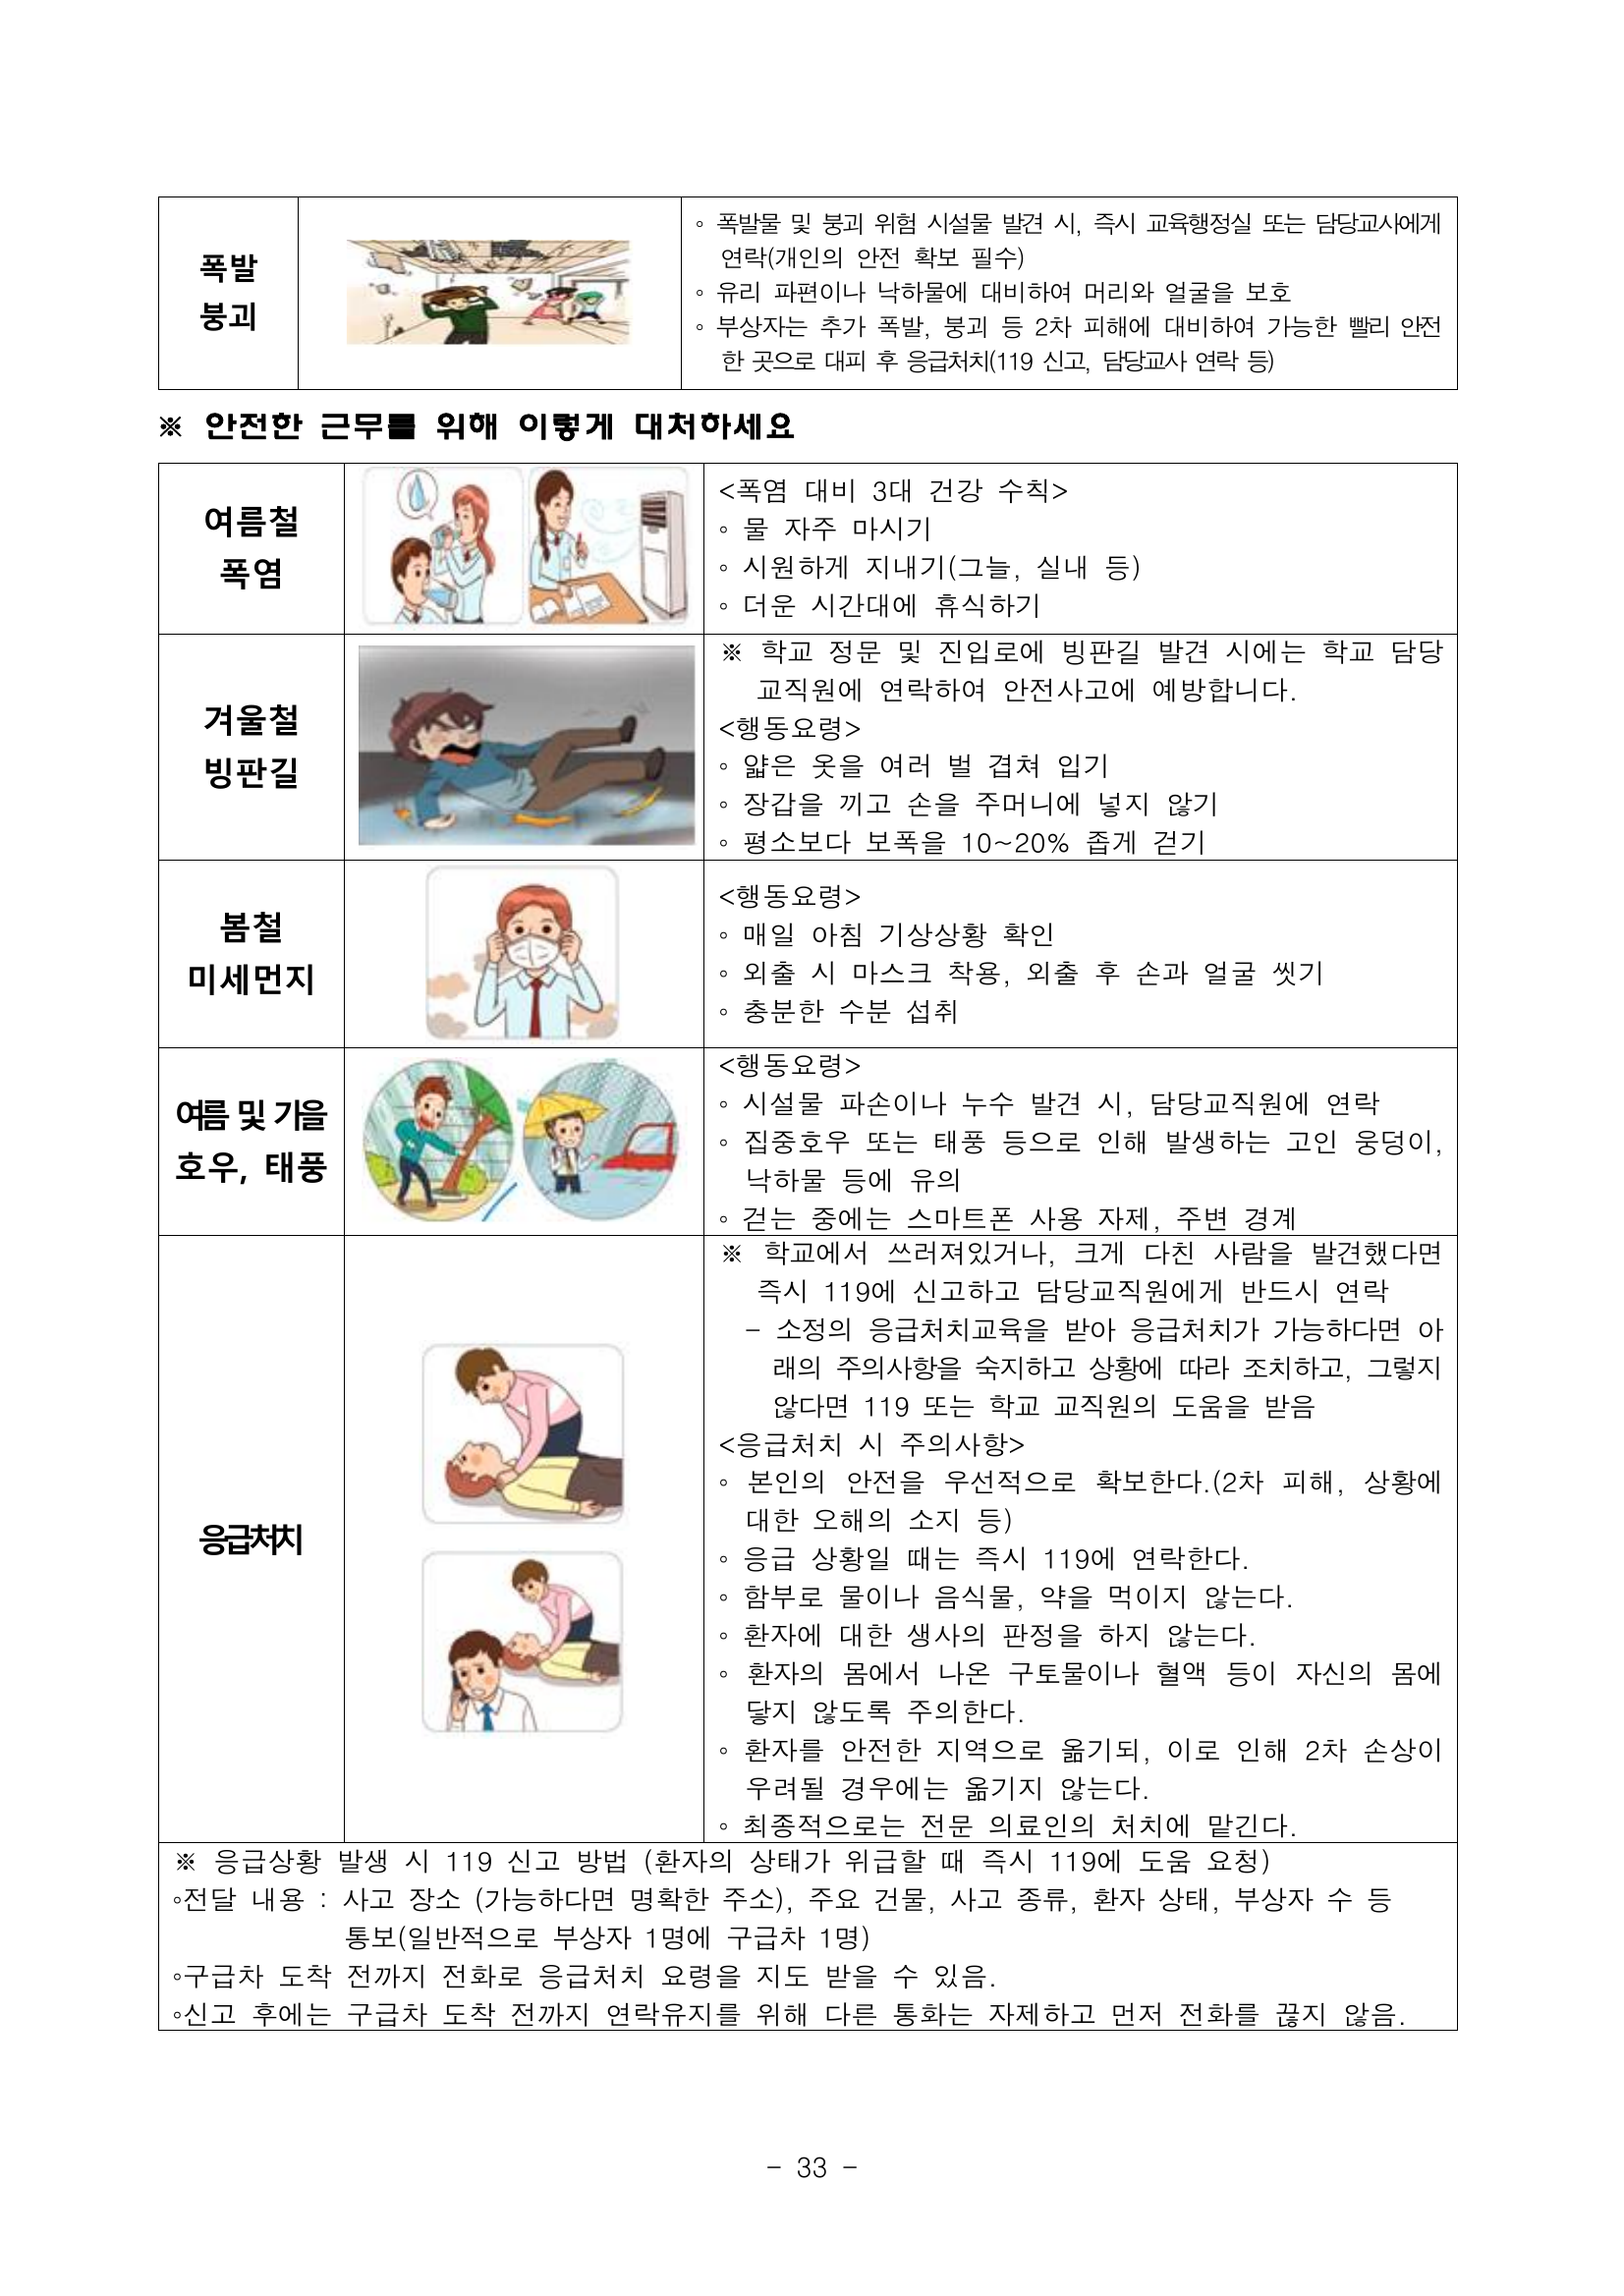 폭발
붕괴
◦ 폭발물 및 붕괴 위험 시설물 발견 시, 즉시 교육행정실 또는 담당교사에게
연락(개인의 안전 확보 필수)
◦ 유리 파편이나 낙하물에 대비하여 머리와 얼굴을 보호
◦ 부상자는 추가 폭발, 붕괴 등 2차 피해에 대비하여 가능한 빨리 안전
한 곳으로 대피 후 응급처치(119 신고, 담당교사 연락 등)
※ 안전한 근무를 위해 이렇게 대처하세요
여름철
폭염
<폭염 대비 3대 건강 수칙>
◦ 물 자주 마시기
◦ 시원하게 지내기(그늘, 실내 등)
◦ 더운 시간대에 휴식하기
겨울철
빙판길
※ 학교 정문 및 진입로에 빙판길 발견 시에는 학교 담당
교직원에 연락하여 안전사고에 예방합니다.
<행동요령>
◦ 얇은 옷을 여러 벌 겹쳐 입기
◦ 장갑을 끼고 손을 주머니에 넣지 않기
◦ 평소보다 보폭을 10~20% 좁게 걷기
봄철
미세먼지
<행동요령>
◦ 매일 아침 기상상황 확인
◦ 외출 시 마스크 착용, 외출 후 손과 얼굴 씻기
◦ 충분한 수분 섭취
여름 및 가을
호우, 태풍
<행동요령>
◦ 시설물 파손이나 누수 발견 시, 담당교직원에 연락
◦ 집중호우 또는 태풍 등으로 인해 발생하는 고인 웅덩이,
낙하물 등에 유의
◦ 걷는 중에는 스마트폰 사용 자제, 주변 경계
응급처치
※ 학교에서 쓰러져있거나, 크게 다친 사람을 발견했다면
즉시 119에 신고하고 담당교직원에게 반드시 연락
- 소정의 응급처치교육을 받아 응급처치가 가능하다면 아
래의 주의사항을 숙지하고 상황에 따라 조치하고, 그렇지
않다면 119 또는 학교 교직원의 도움을 받음
<응급처치 시 주의사항>
◦ 본인의 안전을 우선적으로 확보한다.(2차 피해, 상황에
대한 오해의 소지 등)
◦ 응급 상황일 때는 즉시 119에 연락한다.
◦ 함부로 물이나 음식물, 약을 먹이지 않는다.
◦ 환자에 대한 생사의 판정을 하지 않는다.
◦ 환자의 몸에서 나온 구토물이나 혈액 등이 자신의 몸에
닿지 않도록 주의한다.
◦ 환자를 안전한 지역으로 옮기되, 이로 인해 2차 손상이
우려될 경우에는 옮기지 않는다.
◦ 최종적으로는 전문 의료인의 처치에 맡긴다.
※ 응급상황 발생 시 119 신고 방법 (환자의 상태가 위급할 때 즉시 119에 도움 요청)
◦전달 내용 : 사고 장소 (가능하다면 명확한 주소), 주요 건물, 사고 종류, 환자 상태, 부상자 수 등
통보(일반적으로 부상자 1명에 구급차 1명)
◦구급차 도착 전까지 전화로 응급처치 요령을 지도 받을 수 있음.
◦신고 후에는 구급차 도착 전까지 연락유지를 위해 다른 통화는 자제하고 먼저 전화를 끊지 않음.
- 33 -